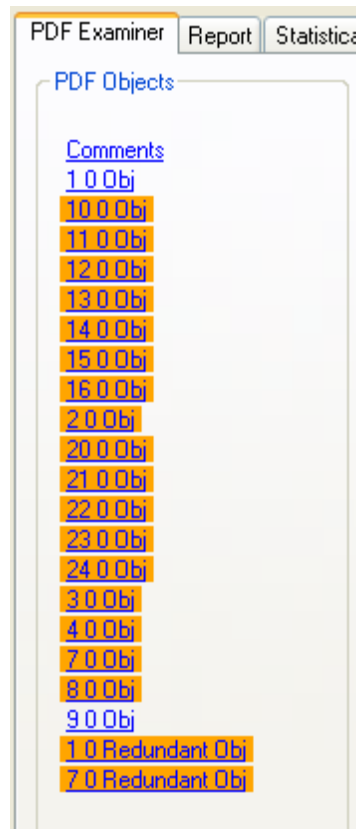 PDF Examiner Report Statistica
PDF Objects
Comments
1 0 Obj
10 0 Obj
11 0 Obj
12 0 Obj
13 0 Obj
14 0 Obj
15 0 Obj
16 0 Obj
2 0 Obj
20 0 Obj
21 0 Obj
22 0 Obj
23 0 Obj
24 0 Obj
3 0 Obj
4 0 Obj
7 0 Obj
8 0 Obj
9 0 Obj
1 0 Redundant Obj
7 0 Redundant Obj